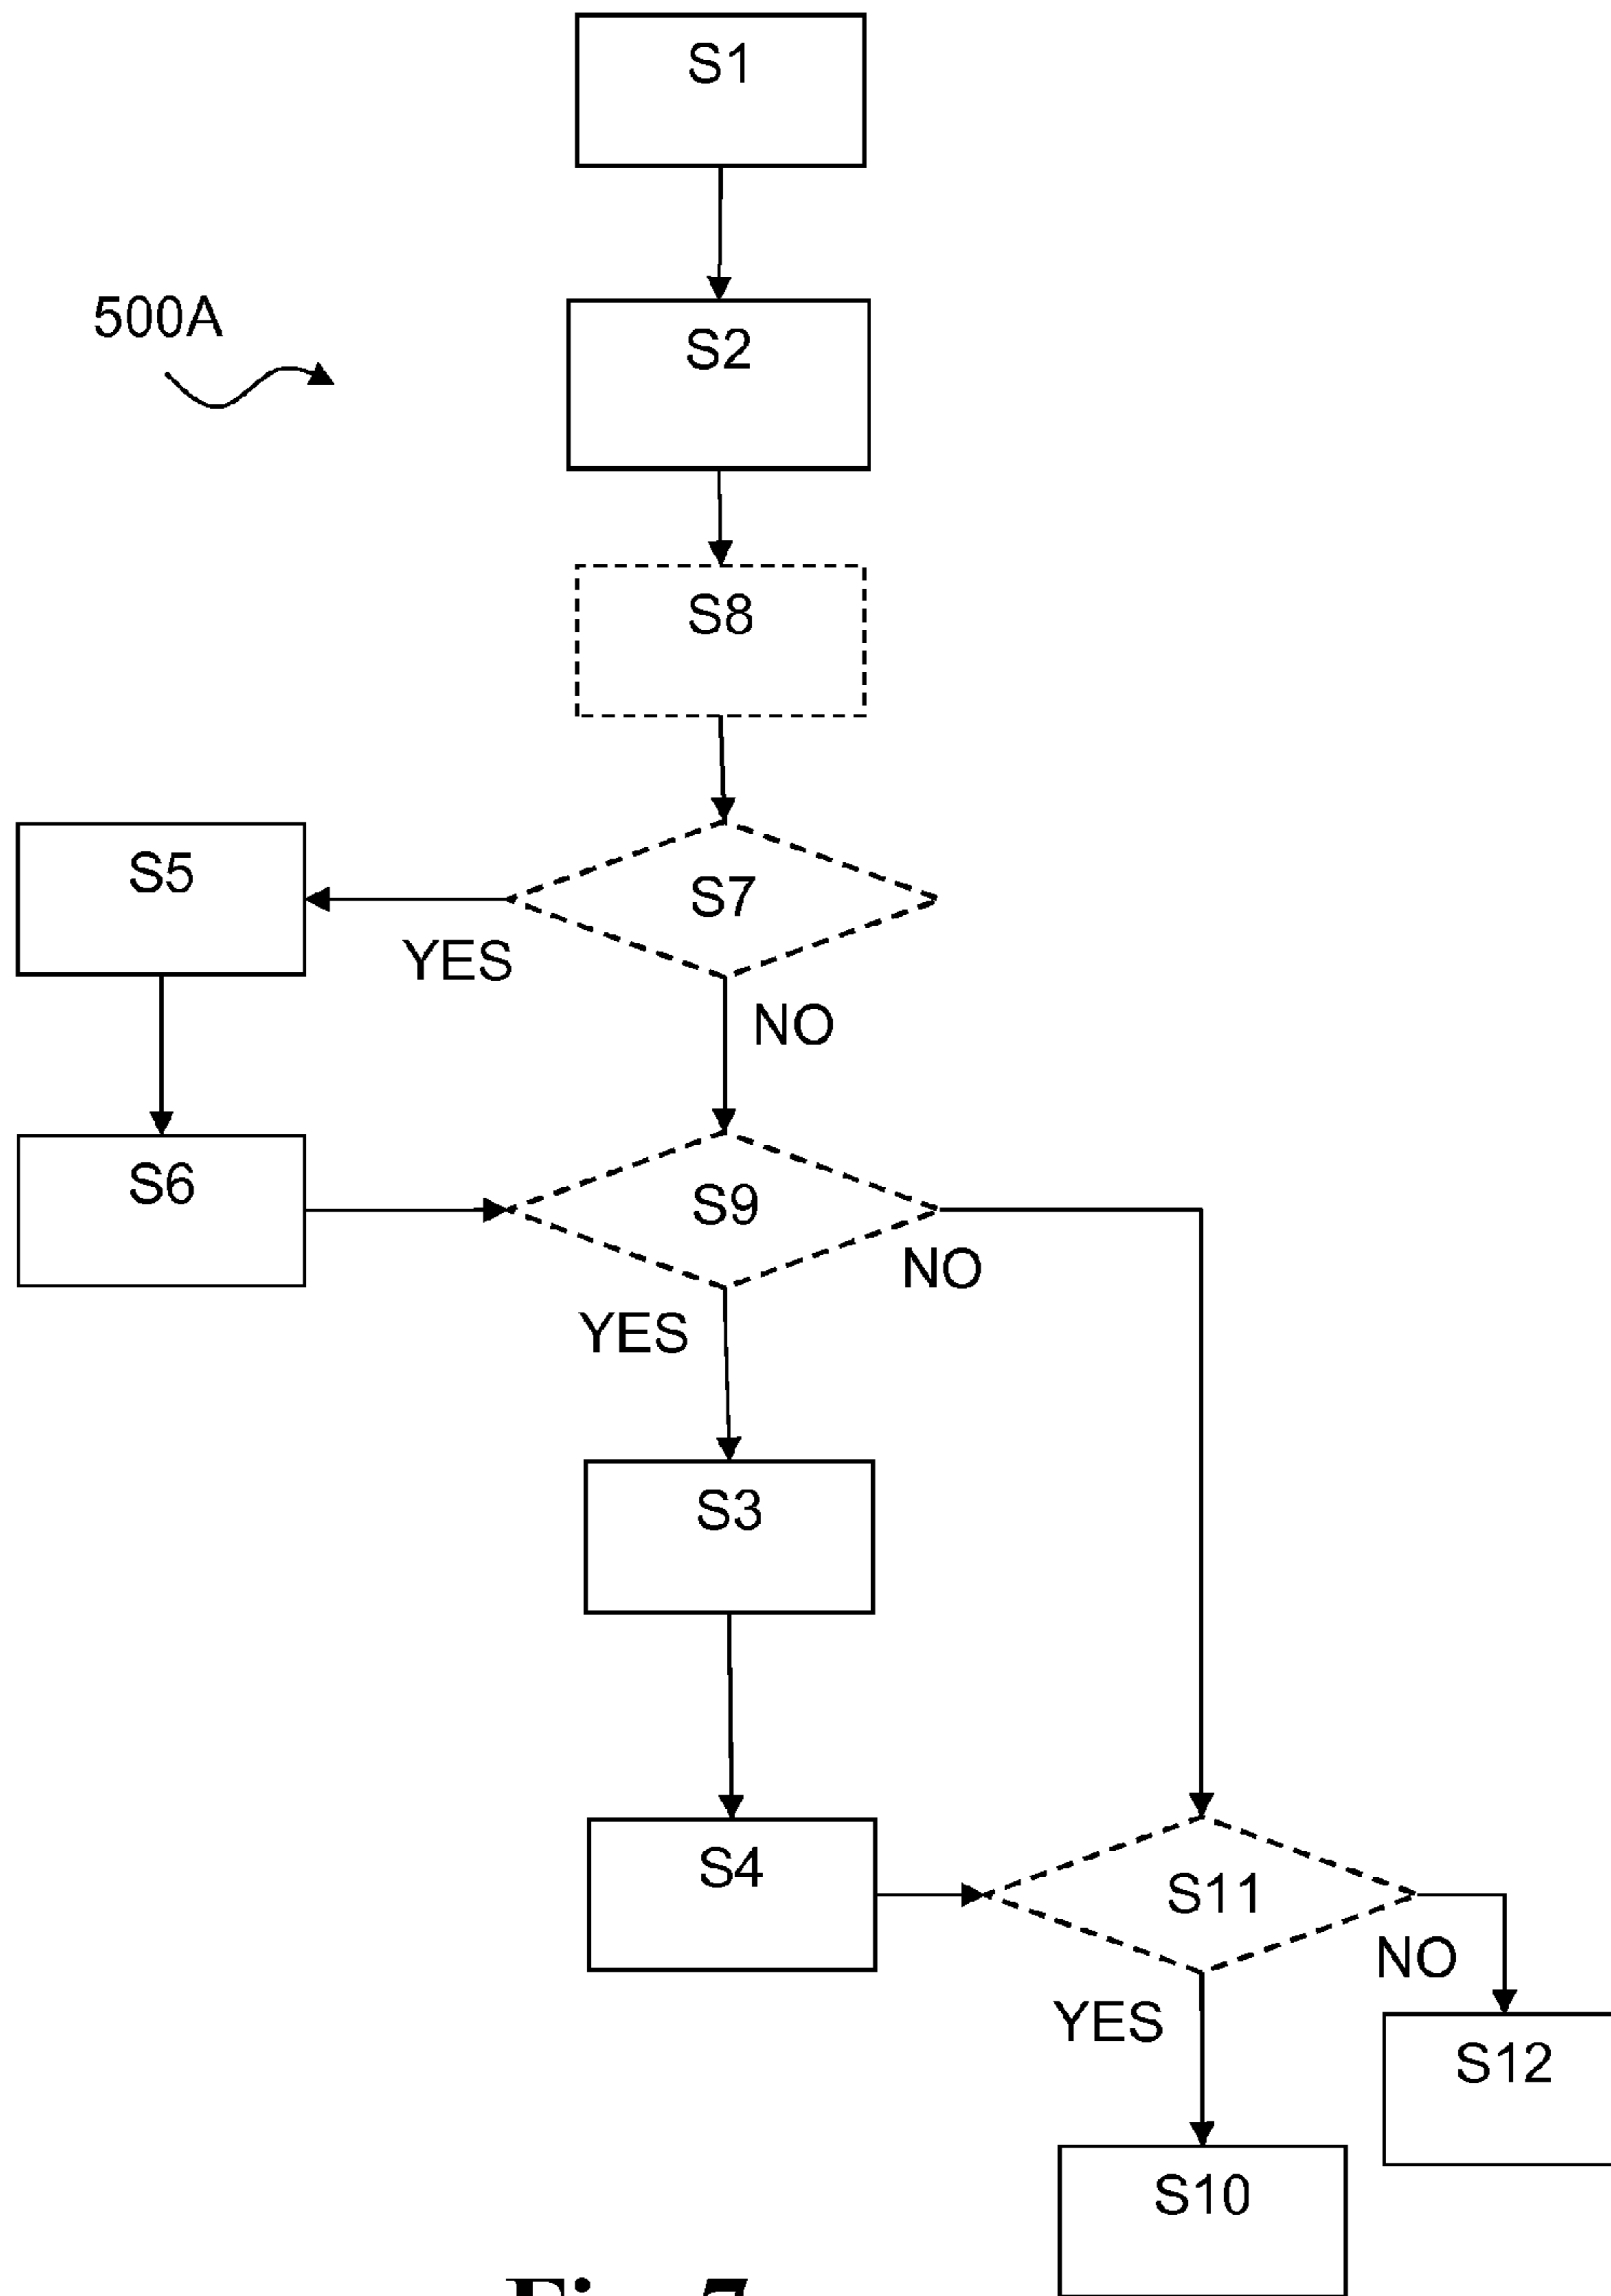 S1
500A
S2
S8
S5
S7
YES
NO
S6
S9
NO
YES
S3
S4
S11
NO
YES
S12
S10